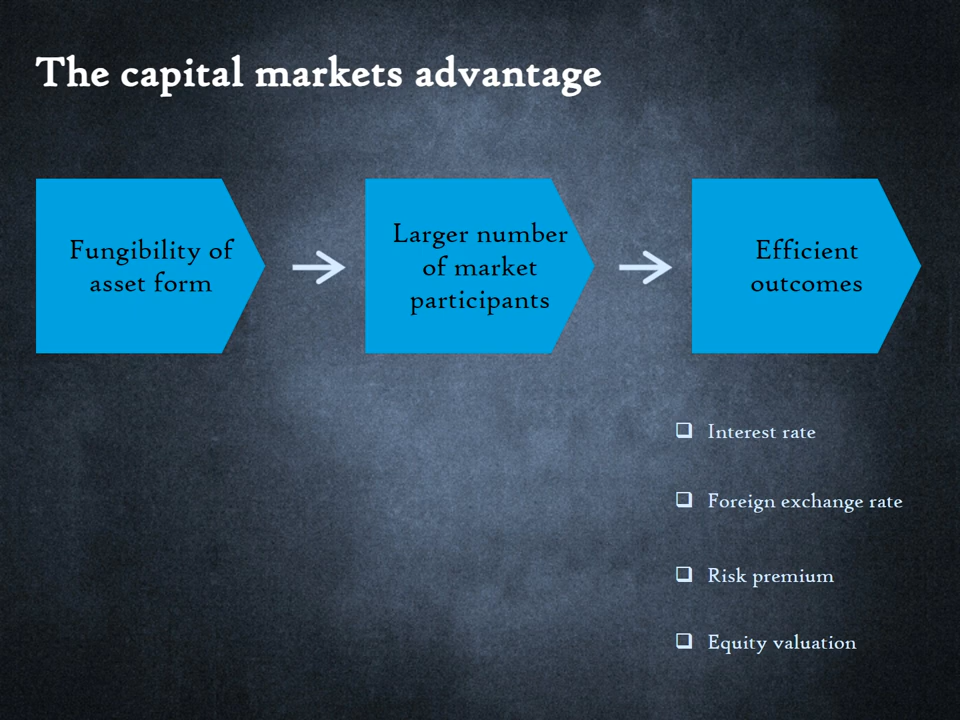 The capital markets advantage
Fungibility of
asset form
Larger number
of market
participants
Efficient
outcomes
Interest rate
Foreign exchange rate
Risk premium
Equity valuation